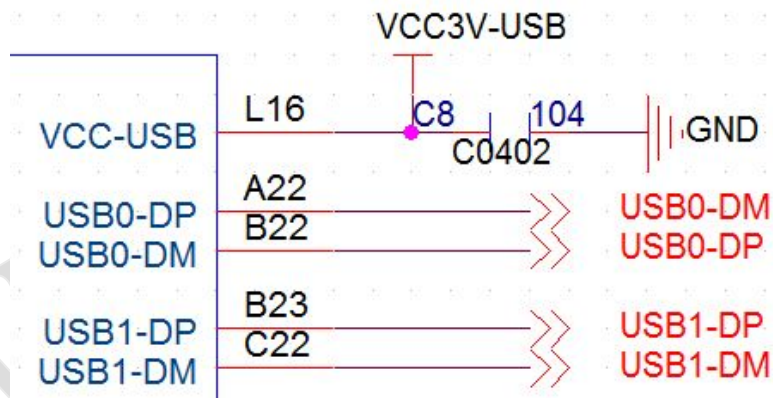 VCC3V-USB
VCC-USB L16 C8 104 GND
C0402
USB0-DP A22 USB0-DM
USB0-DM B22 USB0-DP
USB1-DP B23 USB1-DP
USB1-DM C22 USB1-DM